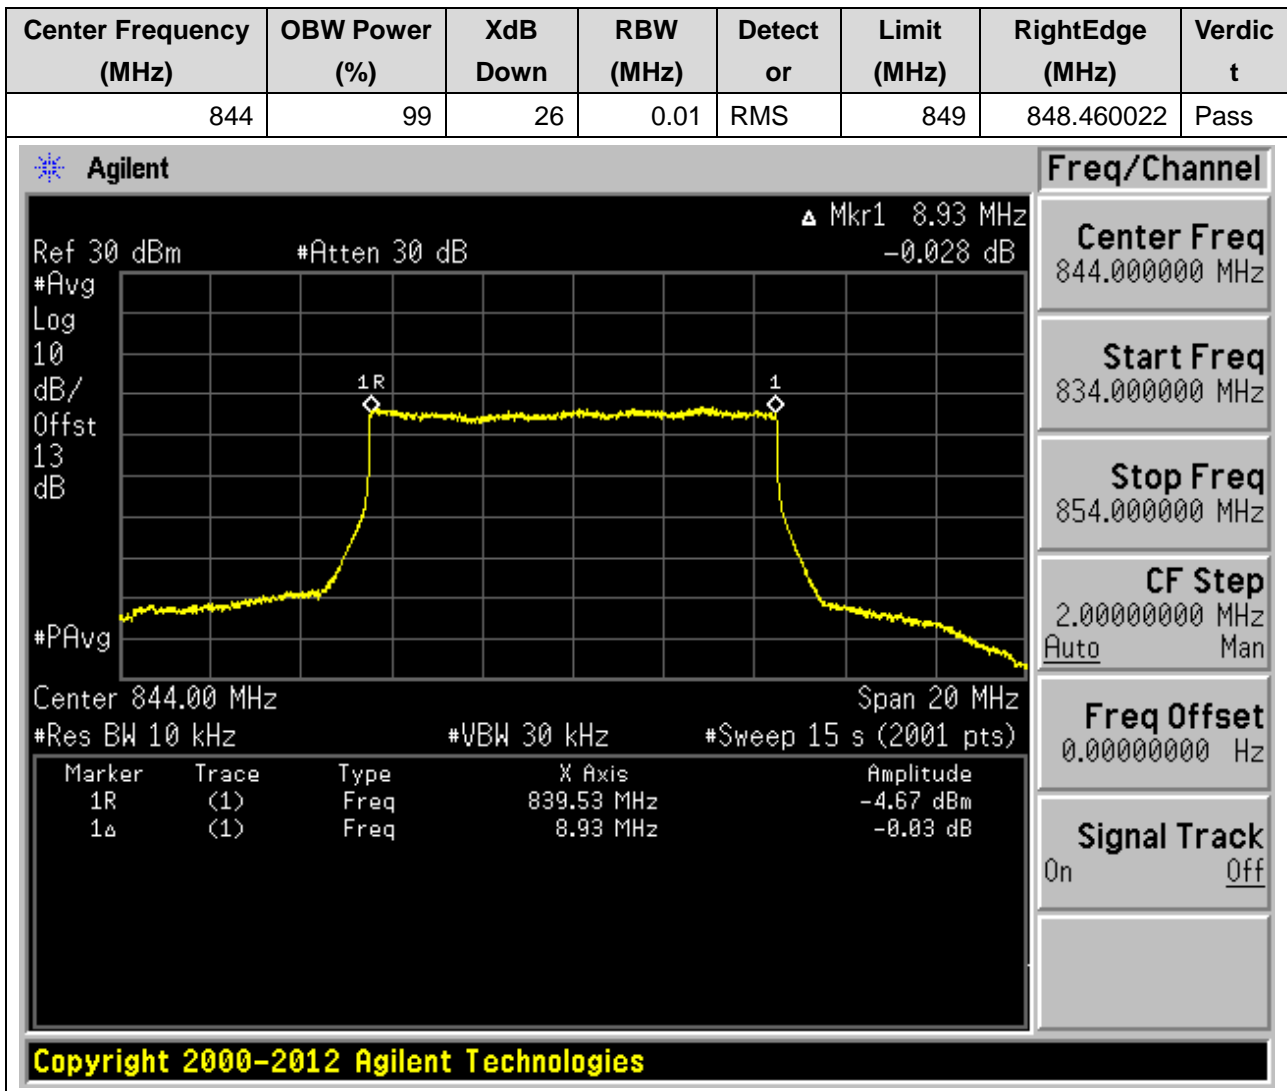 Center Frequency (MHz) OBW Power (%) XdB Down RBW (MHz) Detect or Limit (MHz) RightEdge (MHz) Verdic t
844 99 26 0.01 RMS 849 848.460022 Pass
Agilent
Freq/Channel
Δ Mkr1 8.93 MHz
Ref 30 dBm #Atten 30 dB -0.028 dB
#Avg
Log
10
dB/
Offst
13
dB
1R
1
#PAvg
Center 844.00 MHz Span 20 MHz
#Res BW 10 kHz #VBW 30 kHz #Sweep 15 s (2001 pts)
Marker Trace Type X Axis Amplitude
1R (1) Freq 839.53 MHz -4.67 dBm
1Δ (1) Freq 8.93 MHz -0.03 dB
Center Freq
844.000000 MHz
Start Freq
834.000000 MHz
Stop Freq
854.000000 MHz
CF Step
2.00000000 MHz
Auto Man
Freq Offset
0.00000000 Hz
Signal Track
On Off
Copyright 2000-2012 Agilent Technologies